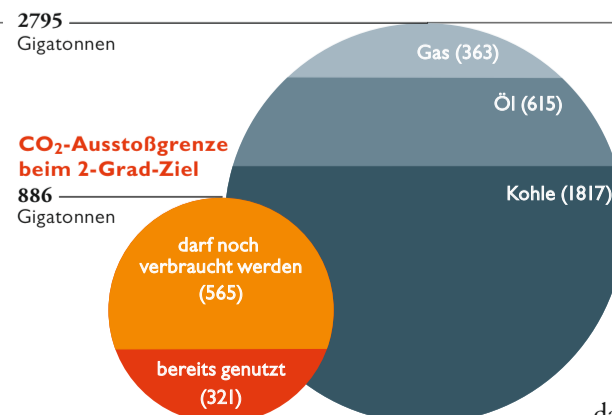 2795
Gigatonnen
Gas (363)
Öl (615)
CO₂-Ausstoßgrenze
beim 2-Grad-Ziel
886
Gigatonnen
Kohle (1817)
darf noch
verbraucht werden
(565)
bereits genutzt
(321)